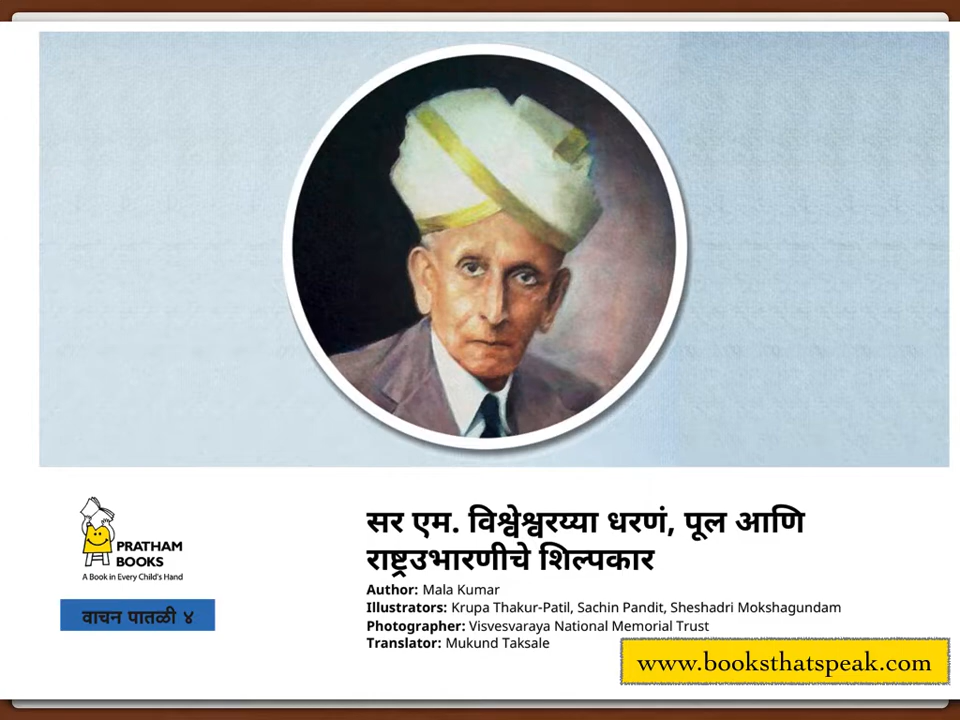 PRATHAM
BOOKS
A Book in Every Child's Hand
वाचन पातळी ४
सर एम. विश्वेश्वरय्या धरणं, पूल आणि
राष्ट्रउभारणीचे शिल्पकार
Author: Mala Kumar
Illustrators: Krupa Thakur-Patil, Sachin Pandit, Sheshadri Mokshagundam
Photographer: Visvesvaraya National Memorial Trust
Translator: Mukund Taksale
www.booksthatspeak.com